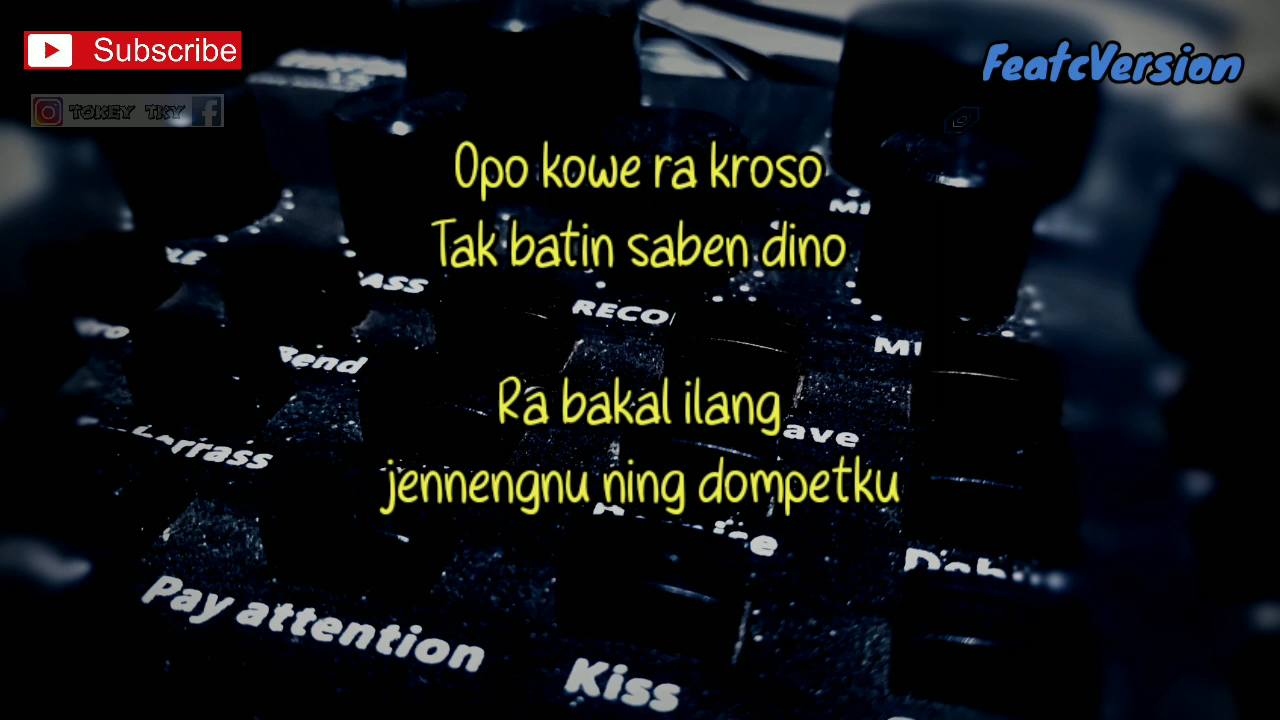 Subscribe
FeatcVersion
TOKEY TKY
Opo kowe ra kroso
Tak batin saben dino
RECO
Send
Ra bakal ilang
jennengnu ning dompetku
Pay attention
Kiss